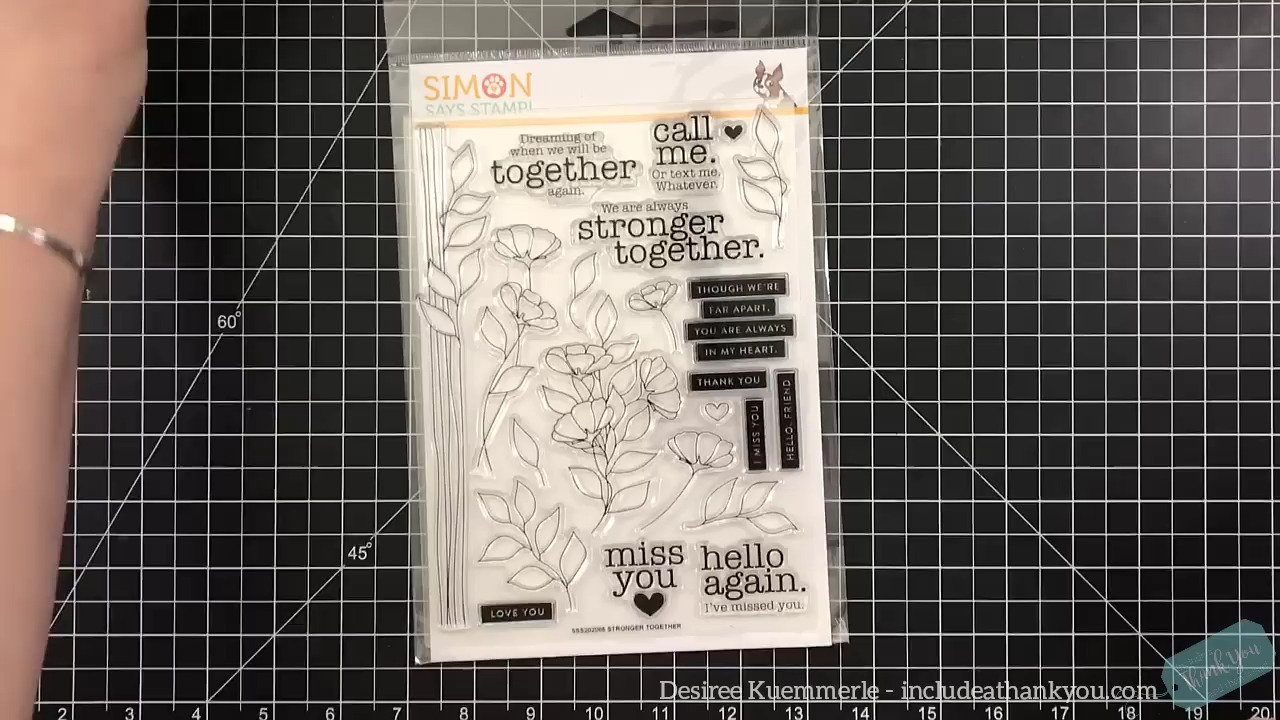 SIMON
SAYS STAMP!
Dreaming of
when we will be
together
again.
call
me.
Or text me.
Whatever.
We are always
stronger
together.
THOUGH WE'RE
FAR APART,
YOU ARE ALWAYS
IN MY HEART.
THANK YOU
I MISS YOU
HELLO, FRIEND
60°
45°
miss
you
hello
again.
I've missed you.
LOVE YOU
SSS202066 STRONGER TOGETHER
Thank You
Desiree Kuemmerle - includeathankyou.com
2 3 4 5 6 7 8 9 10 11 12 13 14 15 16 17 18 19 20